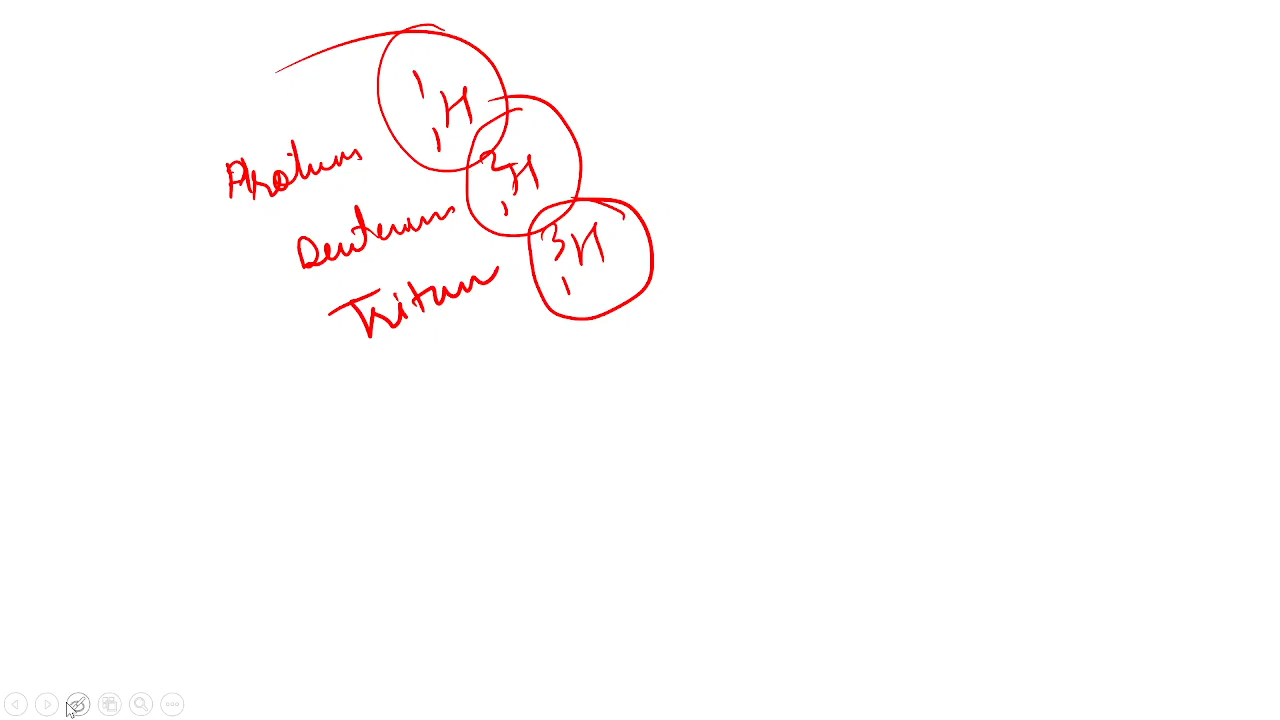 ¹₁H
Protium
²₁H
Deuterium
³₁H
Tritium